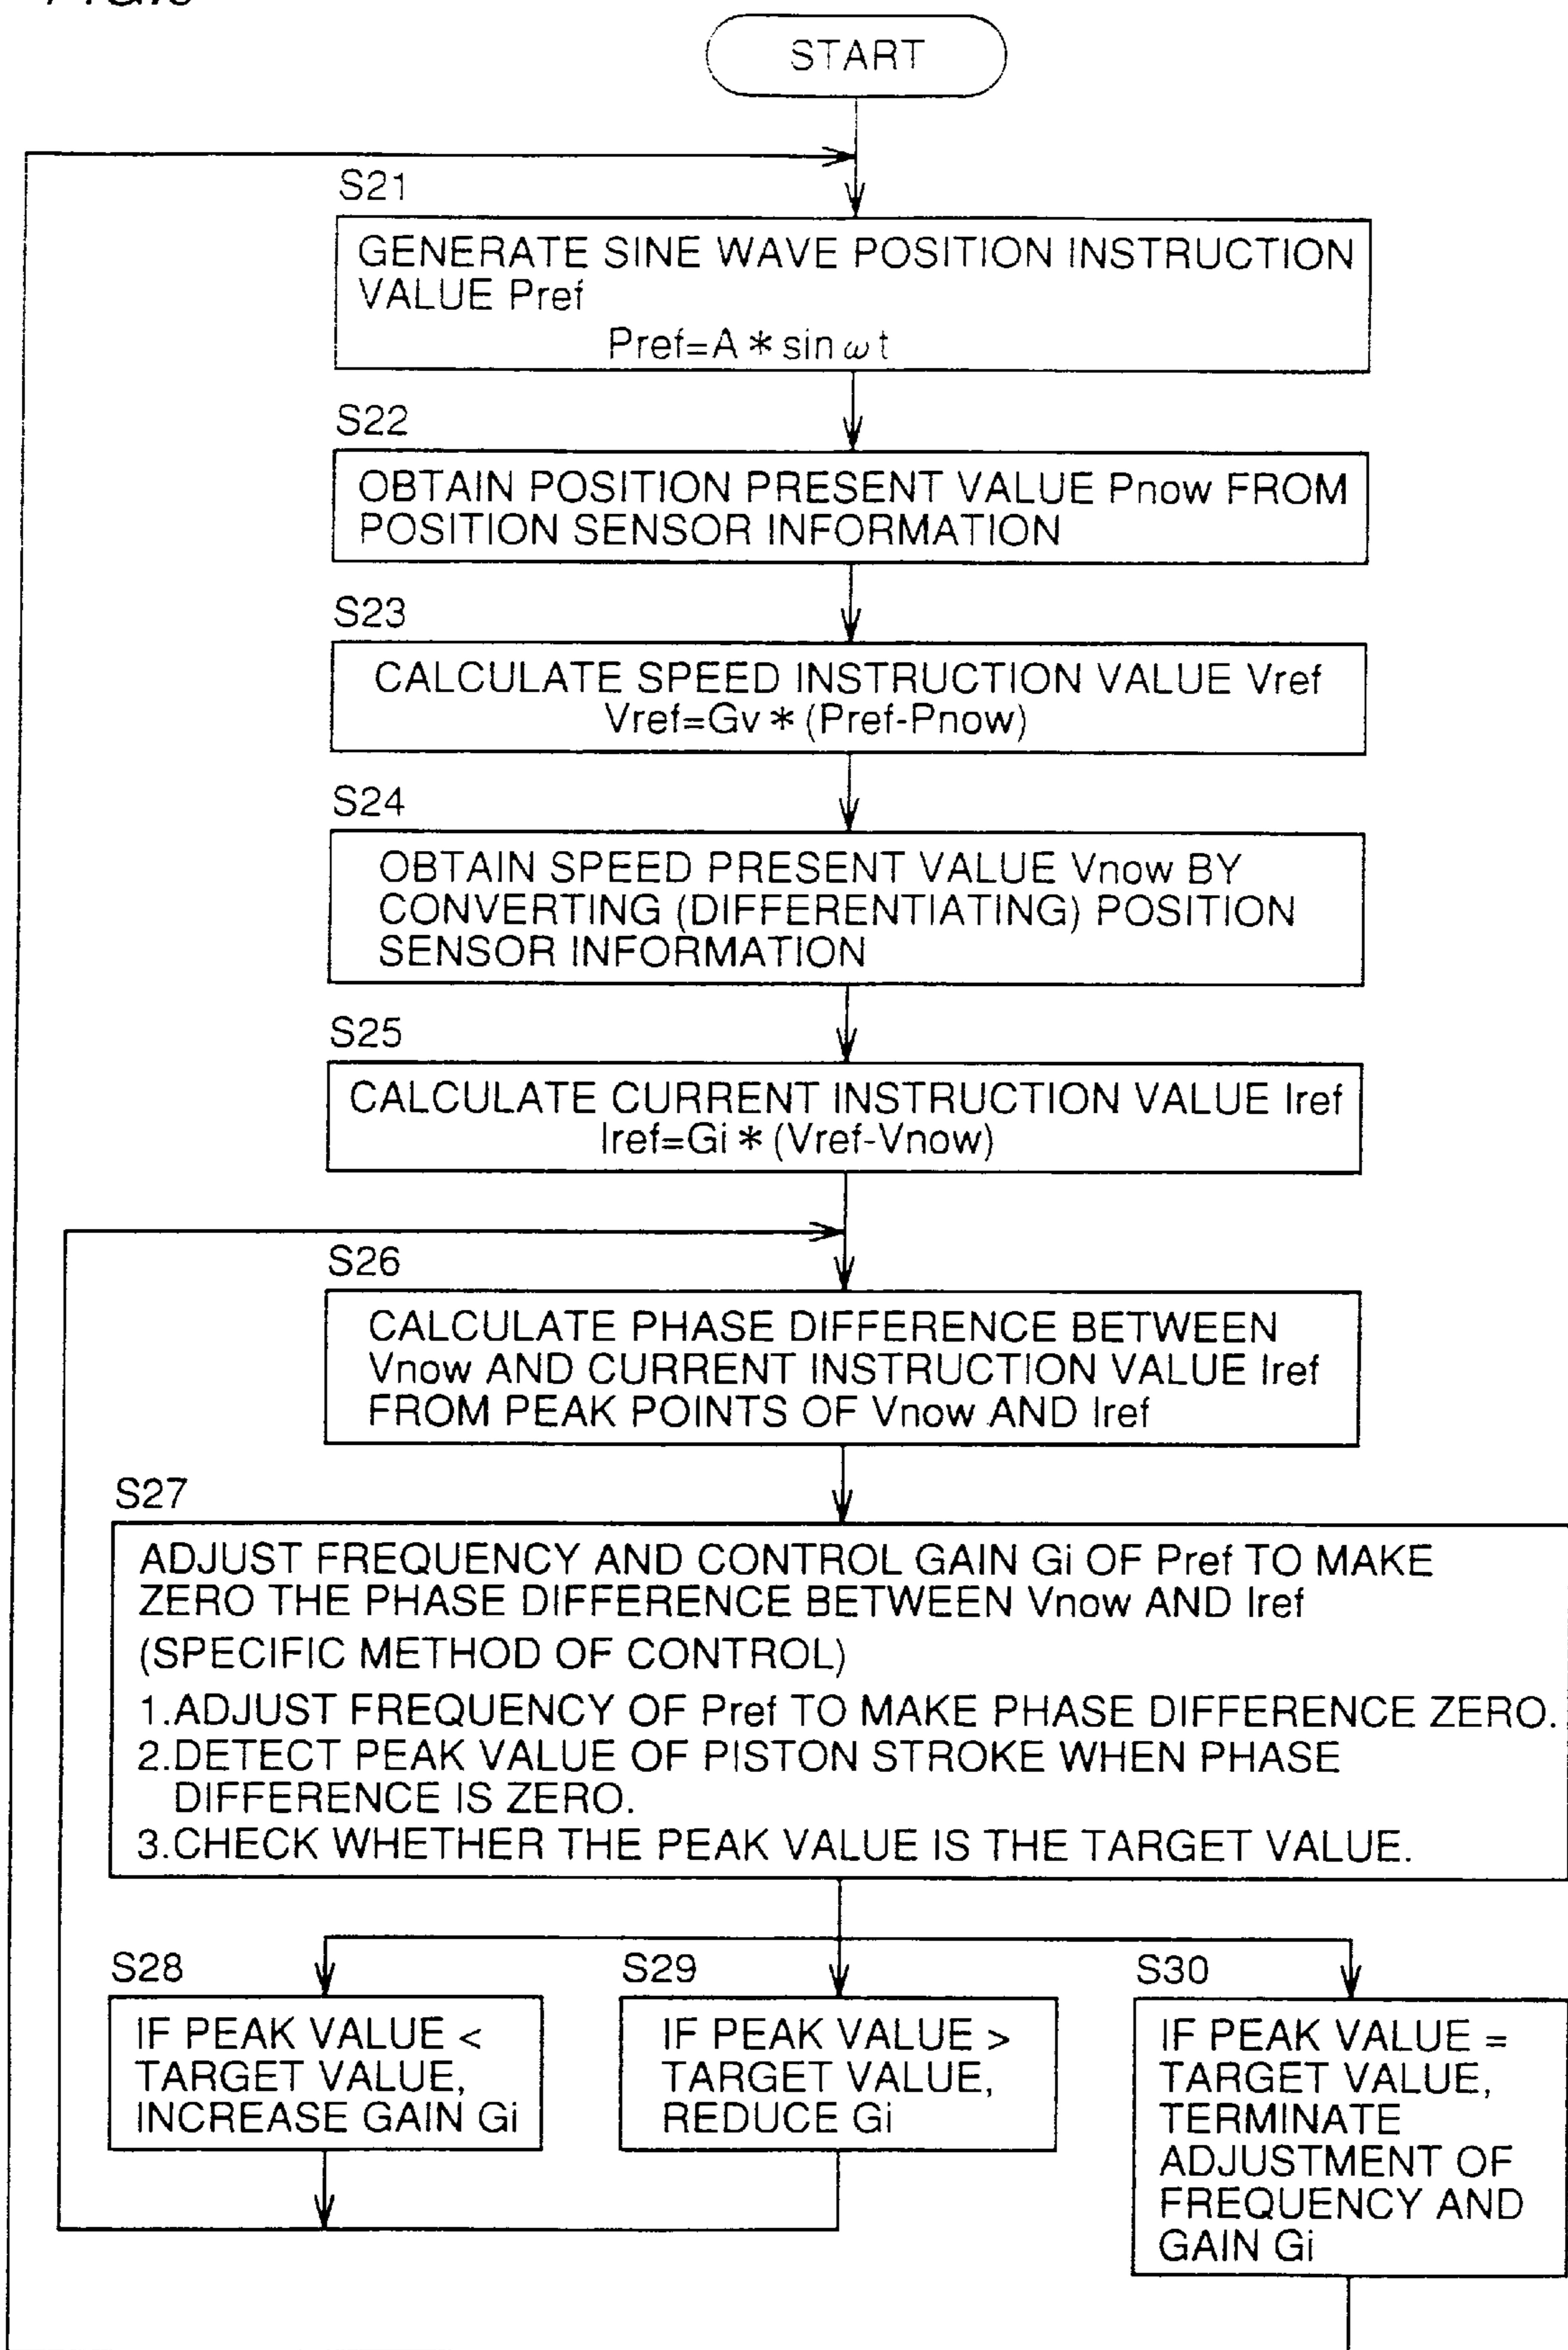 START
S21
GENERATE SINE WAVE POSITION INSTRUCTION
VALUE Pref
Pref=A * sin ω t
S22
OBTAIN POSITION PRESENT VALUE Pnow FROM
POSITION SENSOR INFORMATION
S23
CALCULATE SPEED INSTRUCTION VALUE Vref
Vref=Gv * (Pref-Pnow)
S24
OBTAIN SPEED PRESENT VALUE Vnow BY
CONVERTING (DIFFERENTIATING) POSITION
SENSOR INFORMATION
S25
CALCULATE CURRENT INSTRUCTION VALUE Iref
Iref=Gi * (Vref-Vnow)
S26
CALCULATE PHASE DIFFERENCE BETWEEN
Vnow AND CURRENT INSTRUCTION VALUE Iref
FROM PEAK POINTS OF Vnow AND Iref
S27
ADJUST FREQUENCY AND CONTROL GAIN Gi OF Pref TO MAKE
ZERO THE PHASE DIFFERENCE BETWEEN Vnow AND Iref
(SPECIFIC METHOD OF CONTROL)
1.ADJUST FREQUENCY OF Pref TO MAKE PHASE DIFFERENCE ZERO.
2.DETECT PEAK VALUE OF PISTON STROKE WHEN PHASE
DIFFERENCE IS ZERO.
3.CHECK WHETHER THE PEAK VALUE IS THE TARGET VALUE.
S28
IF PEAK VALUE <
TARGET VALUE,
INCREASE GAIN Gi
S29
IF PEAK VALUE >
TARGET VALUE,
REDUCE Gi
S30
IF PEAK VALUE =
TARGET VALUE,
TERMINATE
ADJUSTMENT OF
FREQUENCY AND
GAIN Gi